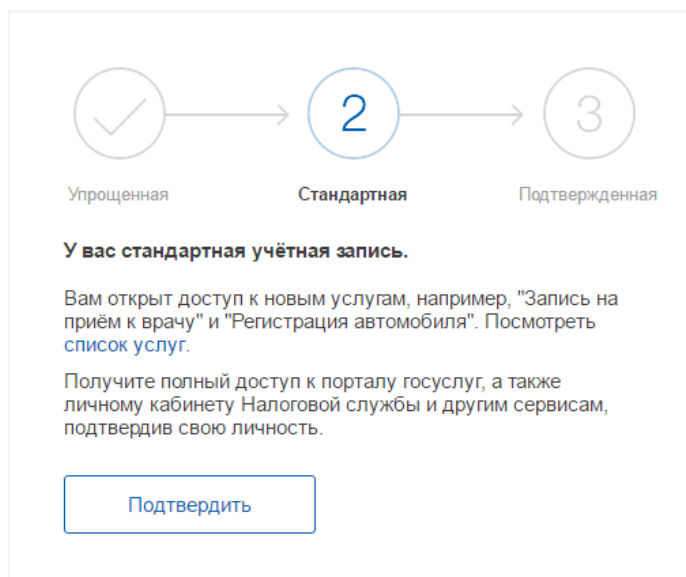 2
3
Упрощенная
Стандартная
Подтвержденная
У вас стандартная учётная запись.
Вам открыт доступ к новым услугам, например, "Запись на
приём к врачу" и "Регистрация автомобиля". Посмотреть
список услуг.
Получите полный доступ к порталу госуслуг, а также
личному кабинету Налоговой службы и другим сервисам,
подтвердив свою личность.
Подтвердить